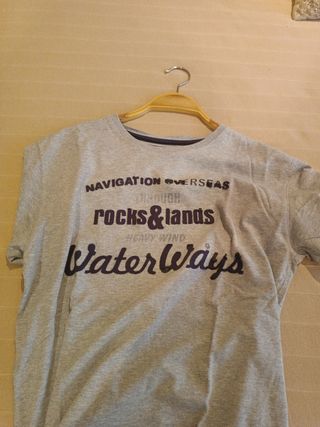 NAVIGATION OVERSEAS
THROUGH
rocks&lands
HEAVY WIND
WaterWays